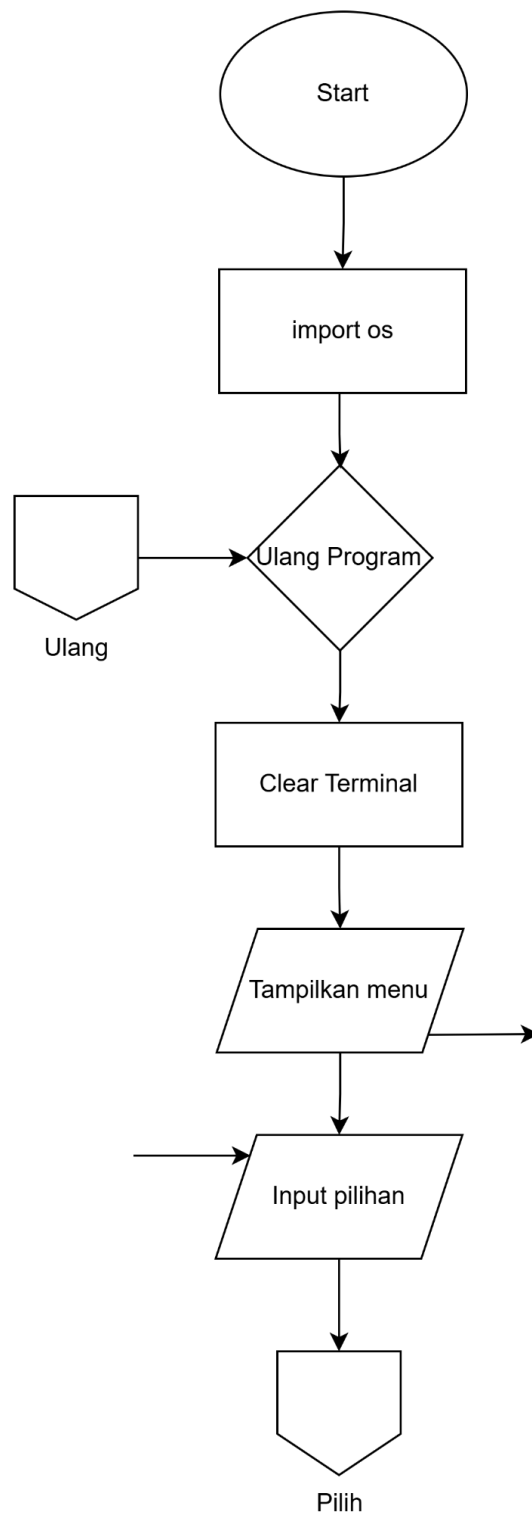 Start
import os
Ulang Program
Ulang
Clear Terminal
Tampilkan menu
Input pilihan
Pilih